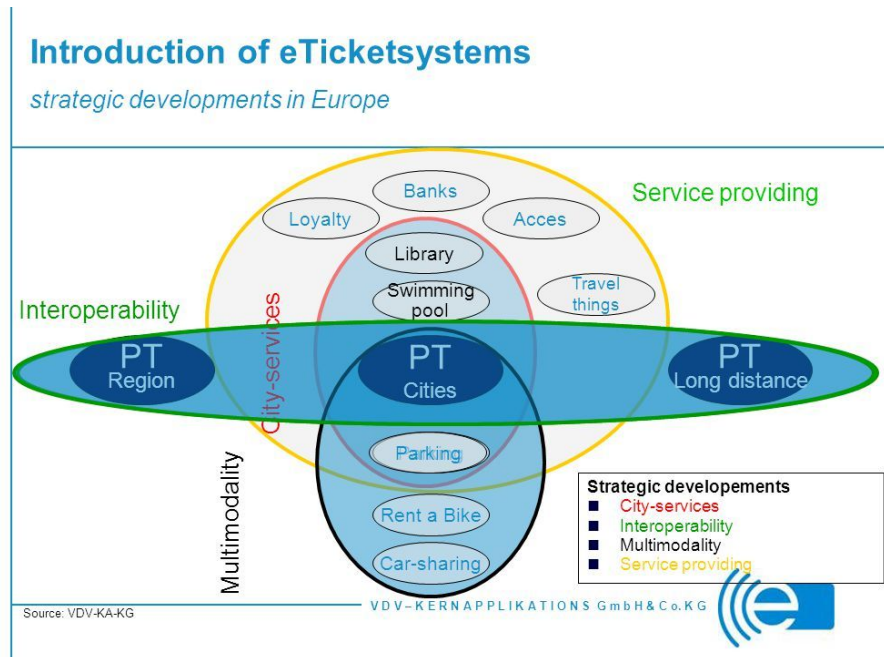 Introduction of eTicketsystems
strategic developments in Europe
Banks
Service providing
Loyalty
Acces
Library
Travel
things
Swimming
pool
Interoperability
City-services
PT
Region
PT
Cities
PT
Long distance
Multimodality
Parking
Rent a Bike
Car-sharing
Strategic developements
City-services
Interoperability
Multimodality
Service providing
Source: VDV-KA-KG
VDV–KERNAPPLIKATIONS GmbH&Co.KG
e